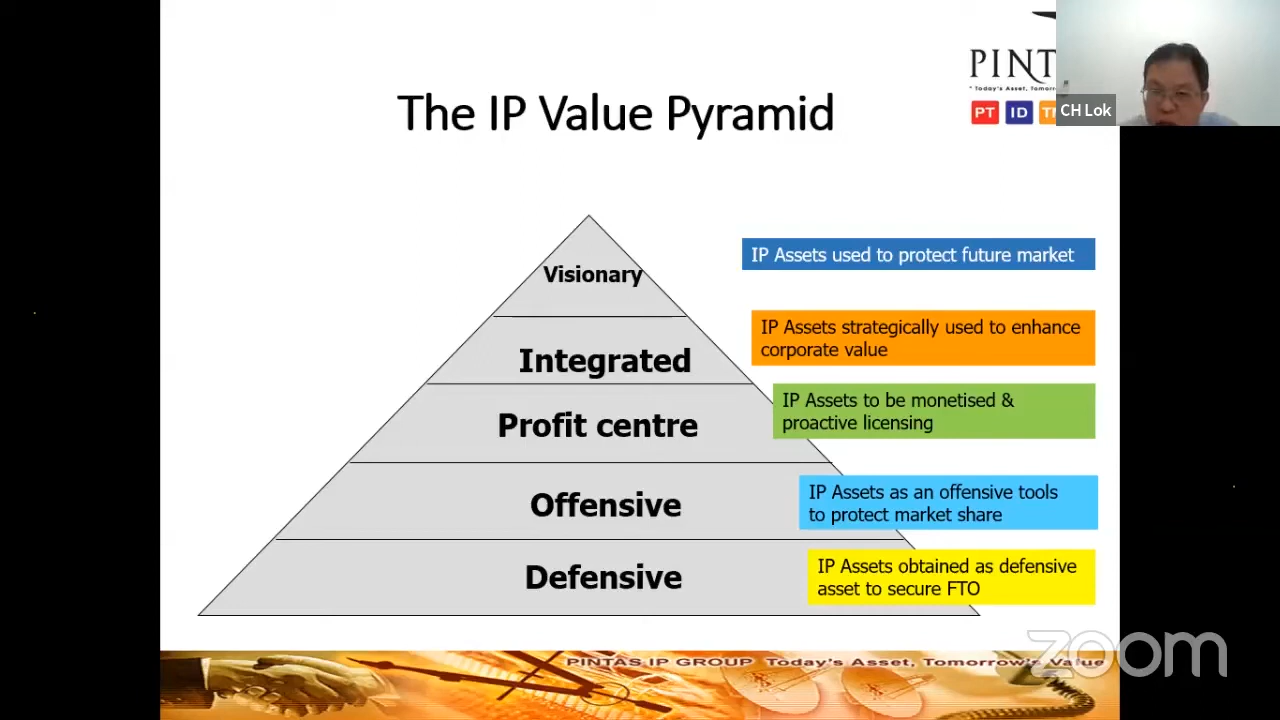 PINT
* Today's Asset, Tomor
PT ID T
CH Lok
The IP Value Pyramid
Visionary
IP Assets used to protect future market
Integrated
IP Assets strategically used to enhance
corporate value
Profit centre
IP Assets to be monetised &
proactive licensing
Offensive
IP Assets as an offensive tools
to protect market share
Defensive
IP Assets obtained as defensive
asset to secure FTO
PINTAS IP GROUP Today's Asset, Tomorrow's Value
zoom